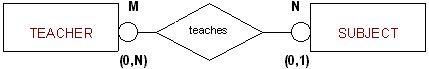 M N
TEACHER teaches SUBJECT
(0,N) (0,1)